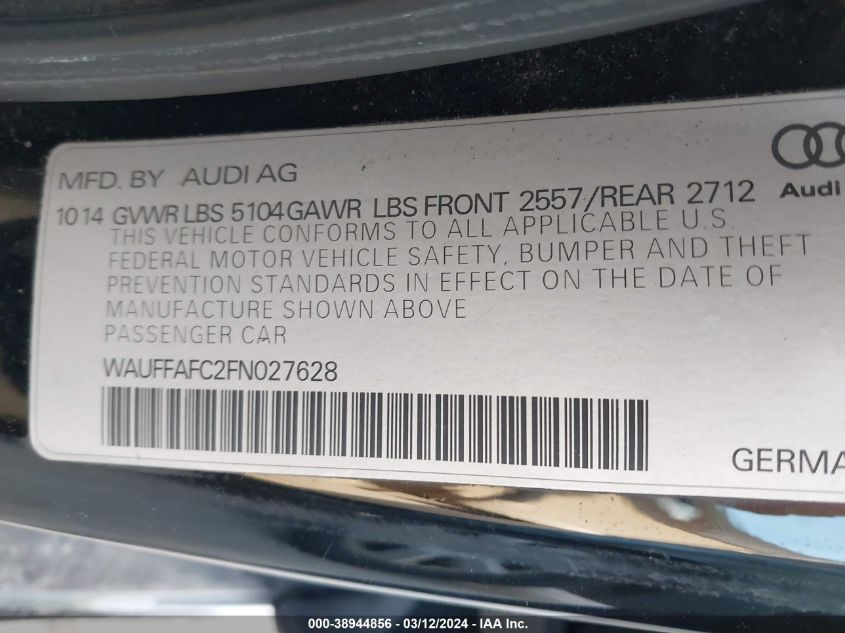 MFD. BY AUDI AG
Audi
1014 GVWR LBS 5104 GAWR LBS FRONT 2557/REAR 2712
THIS VEHICLE CONFORMS TO ALL APPLICABLE U.S.
FEDERAL MOTOR VEHICLE SAFETY, BUMPER AND THEFT
PREVENTION STANDARDS IN EFFECT ON THE DATE OF
MANUFACTURE SHOWN ABOVE
PASSENGER CAR
WAUFFAFC2FN027628
GERMA
000-38944856 - 03/12/2024 - IAA Inc.